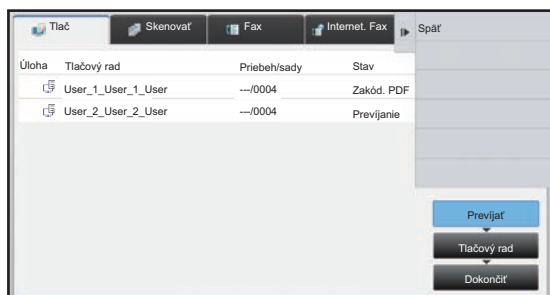 Tlač Skenovať Fax Internet. Fax Späť
Úloha Tlačový rad Priebeh/sady Stav
User_1_User_1_User ---/0004 Zakód. PDF
User_2_User_2_User ---/0004 Prevíjanie
Prevíjať
Tlačový rad
Dokončiť